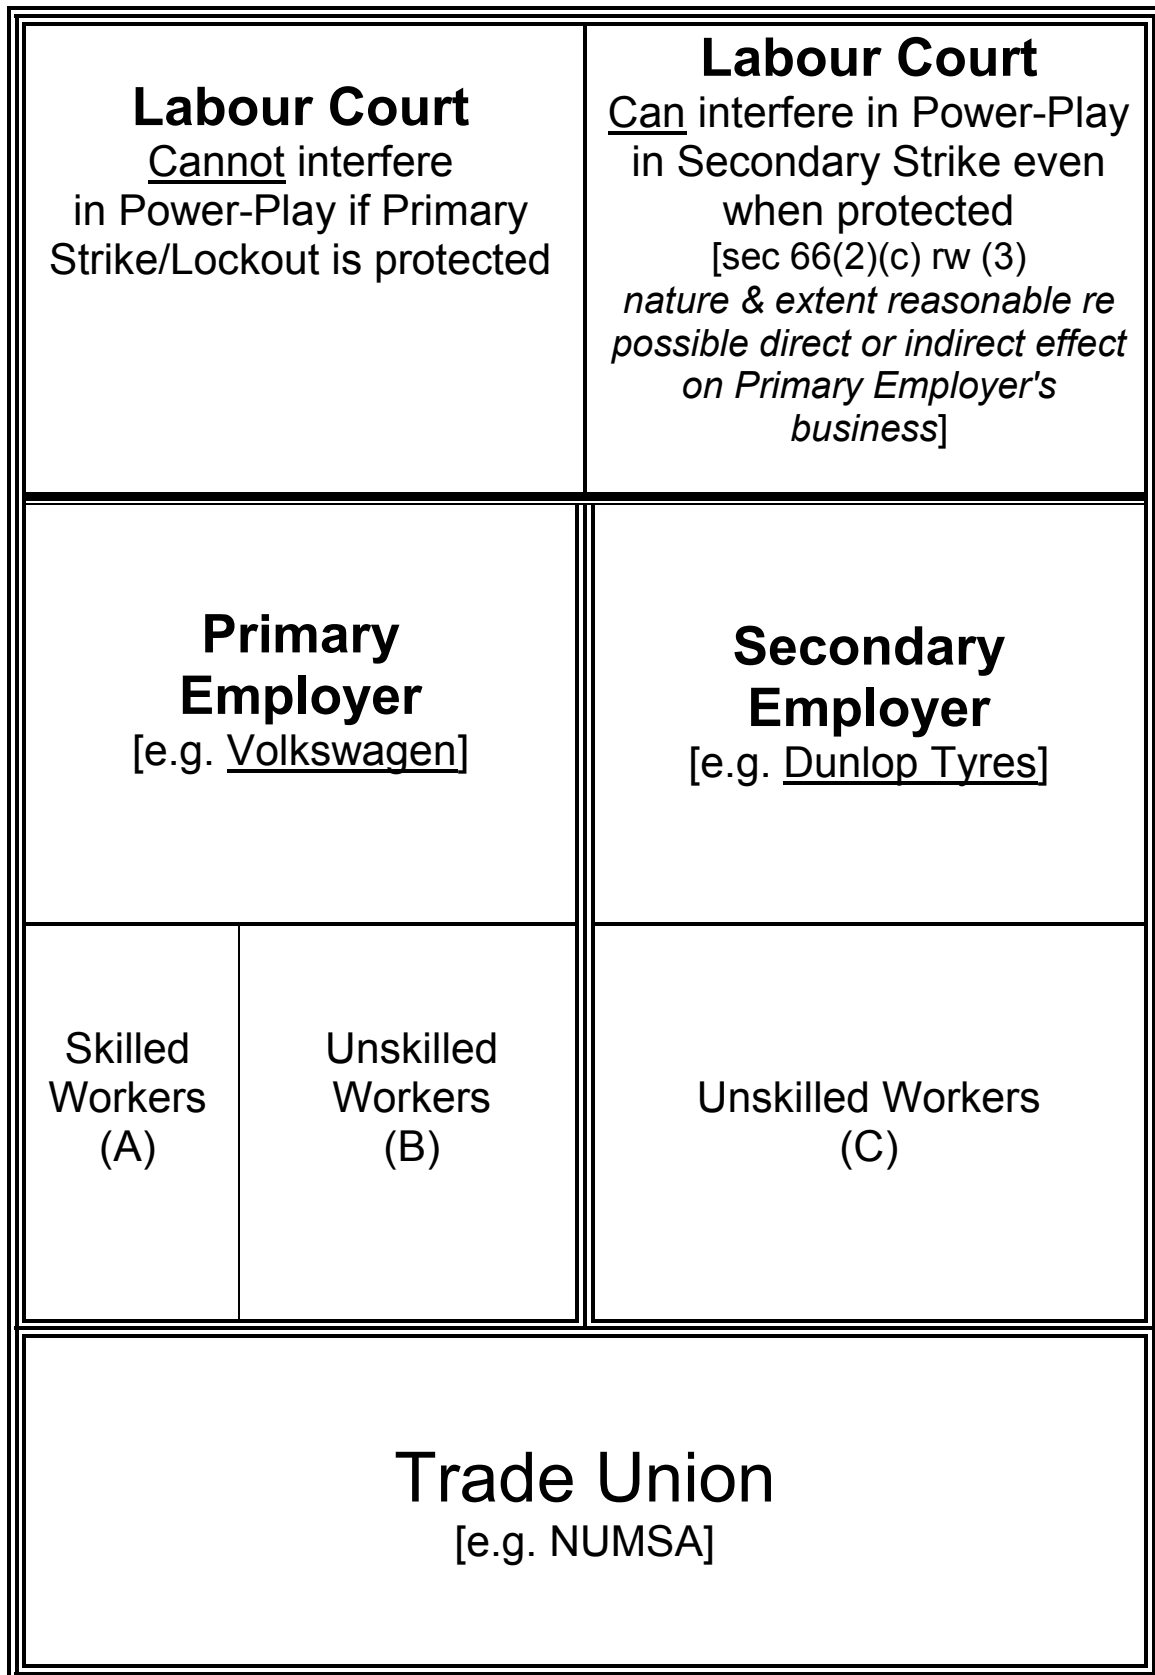 Labour Court
Cannot interfere
in Power-Play if Primary
Strike/Lockout is protected
Labour Court
Can interfere in Power-Play
in Secondary Strike even
when protected
[sec 66(2)(c) rw (3)
nature & extent reasonable re
possible direct or indirect effect
on Primary Employer's
business]
Primary
Employer
[e.g. Volkswagen]
Secondary
Employer
[e.g. Dunlop Tyres]
Skilled
Workers
(A)
Unskilled
Workers
(B)
Unskilled Workers
(C)
Trade Union
[e.g. NUMSA]